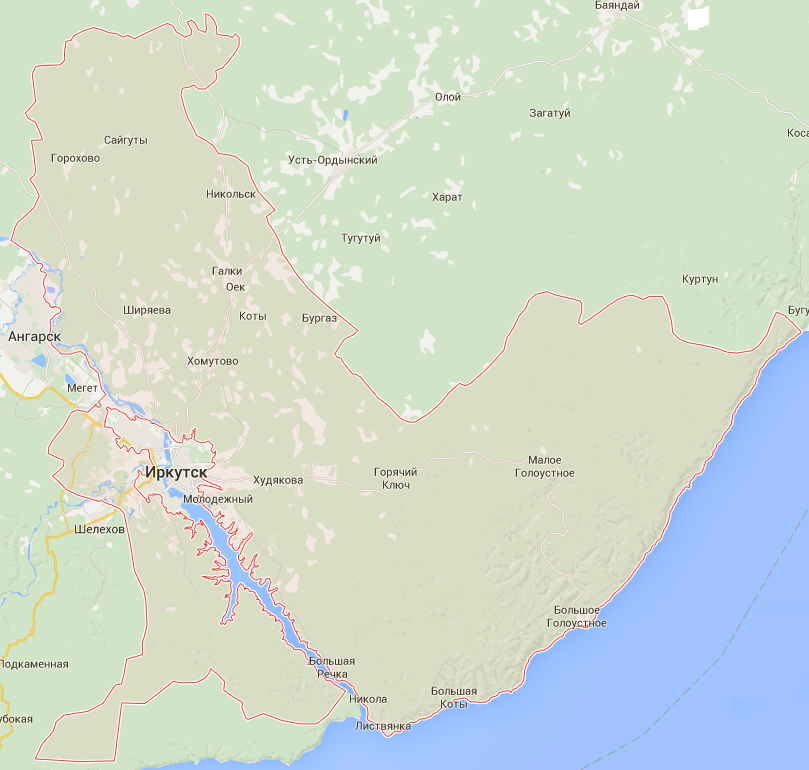 Баяндай
Олой
Загатуй
Коса
Сайгуты
Горохово
Усть-Ордынский
Никольск
Харат
Тугутуй
Галки
Оек
Куртун
Ширяева
Коты
Бургаз
Бугу
Ангарск
Хомутово
Мегет
Иркутск
Худякова
Горячий
Ключ
Малое
Голоустное
Молодежный
Шелехов
Большое
Голоустное
Подкаменная
Большая
Речка
Никола
Большая
Коты
убокая
Листвянка